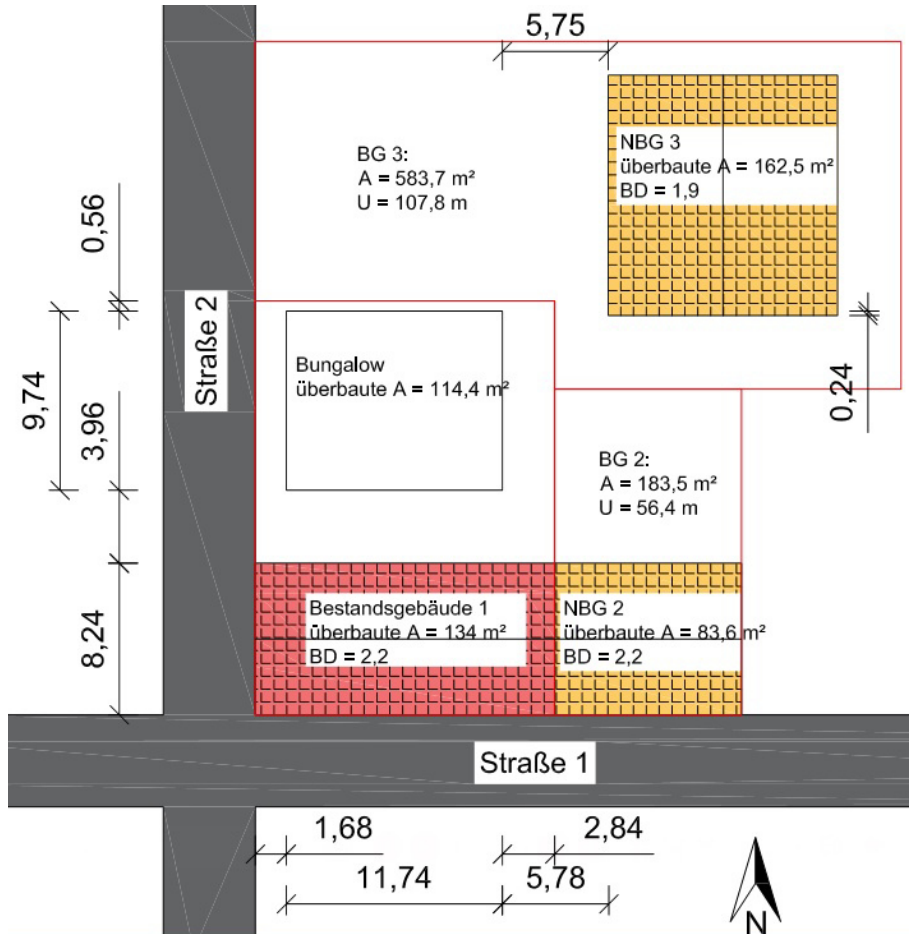 5,75
BG 3:
A = 583,7 m²
U = 107,8 m
NBG 3
überbaute A = 162,5 m²
BD = 1,9
0,56
Straße 2
9,74
3,96
Bungalow
überbaute A = 114,4 m²
0,24
BG 2:
A = 183,5 m²
U = 56,4 m
8,24
Bestandsgebäude 1
überbaute A = 134 m²
BD = 2,2
NBG 2
überbaute A = 83,6 m²
BD = 2,2
Straße 1
1,68
2,84
11,74
5,78
N